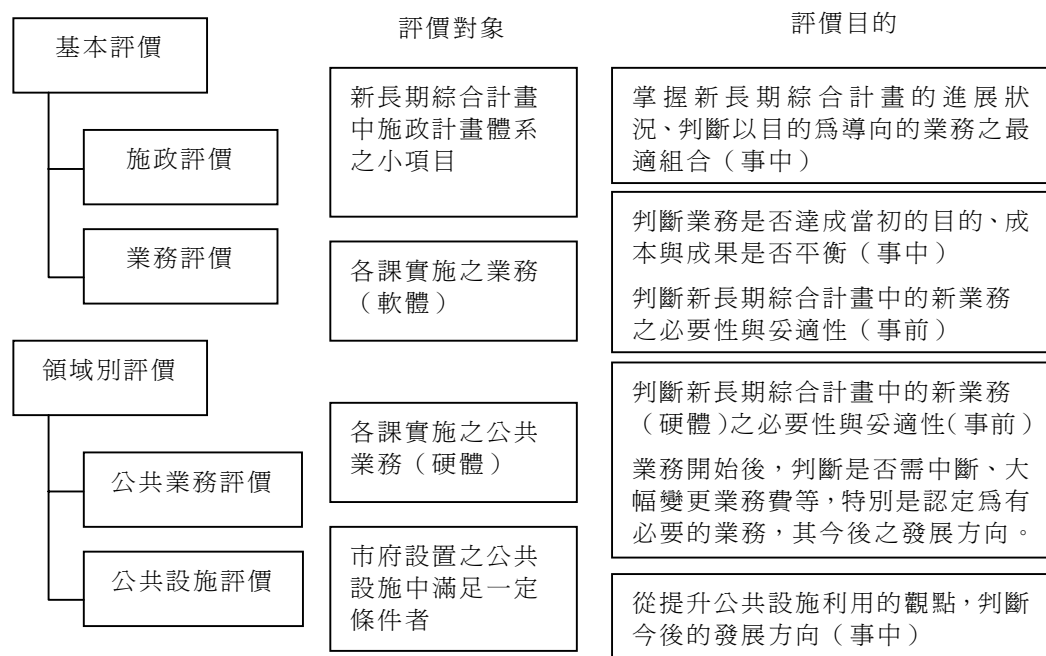 評價對象
評價目的
基本評價
施政評價
業務評價
領域別評價
公共業務評價
公共設施評價
新長期綜合計畫
中施政計畫體系
之小項目
各課實施之業務
（軟體）
各課實施之公共
業務（硬體）
市府設置之公共
設施中滿足一定
條件者
掌握新長期綜合計畫的進展狀
況、判斷以目的爲導向的業務之最
適組合（事中）
判斷業務是否達成當初的目的、成
本與成果是否平衡（事中）
判斷新長期綜合計畫中的新業務
之必要性與妥適性（事前）
判斷新長期綜合計畫中的新業務
（硬體）之必要性與妥適性（事前）
業務開始後，判斷是否需中斷、大
幅變更業務費等，特別是認定爲有
必要的業務，其今後之發展方向。
從提升公共設施利用的觀點，判斷
今後的發展方向（事中）